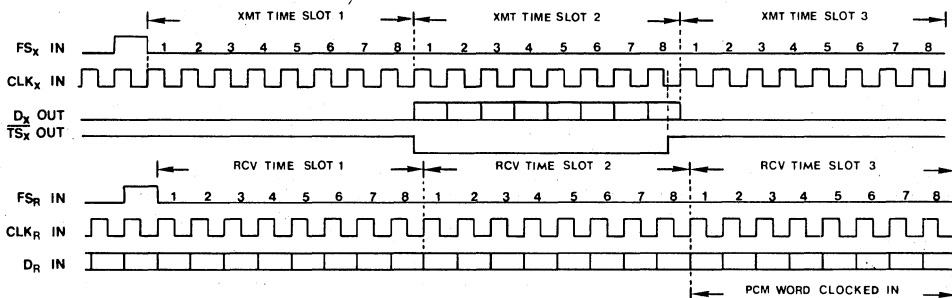 XMT TIME SLOT 1 XMT TIME SLOT 2 XMT TIME SLOT 3
FSX IN 1 2 3 4 5 6 7 8 1 2 3 4 5 6 7 8 1 2 3 4 5 6 7 8
CLKX IN
DX OUT
TSX OUT
RCV TIME SLOT 1 RCV TIME SLOT 2 RCV TIME SLOT 3
FSR IN 1 2 3 4 5 6 7 8 1 2 3 4 5 6 7 8 1 2 3 4 5 6 7 8
CLKR IN
DR IN
PCM WORD CLOCKED IN